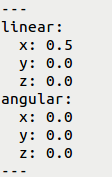 ---
linear:
  x: 0.5
  y: 0.0
  z: 0.0
angular:
  x: 0.0
  y: 0.0
  z: 0.0
---